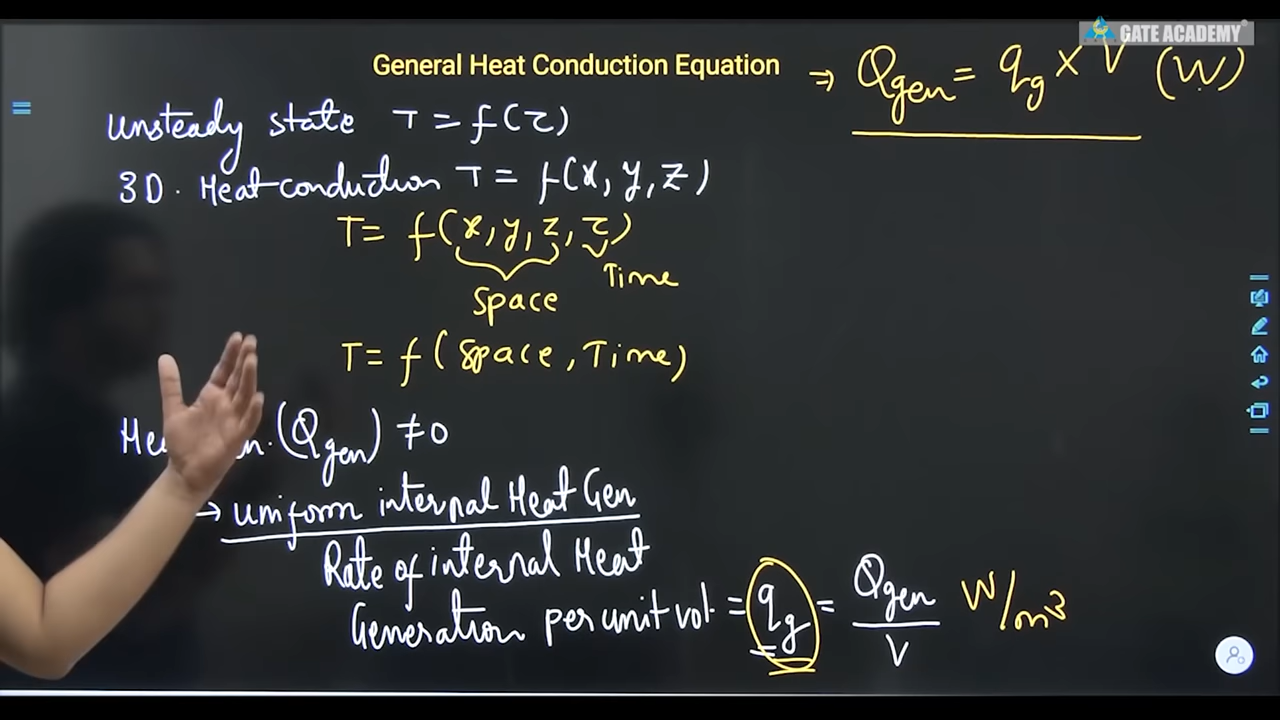 GATE ACADEMY
General Heat Conduction Equation ⇒ Qgen = qg × V (W)
unsteady state T = f(τ)
3D. Heat conduction T = f(x, y, z)
T = f(x, y, z, τ)
Time
Space
T = f(Space, Time)
(Qgen) ≠ 0
→ uniform internal Heat Gen
Rate of internal Heat
Generation per unit vol. = qg = Qgen / V W/m³